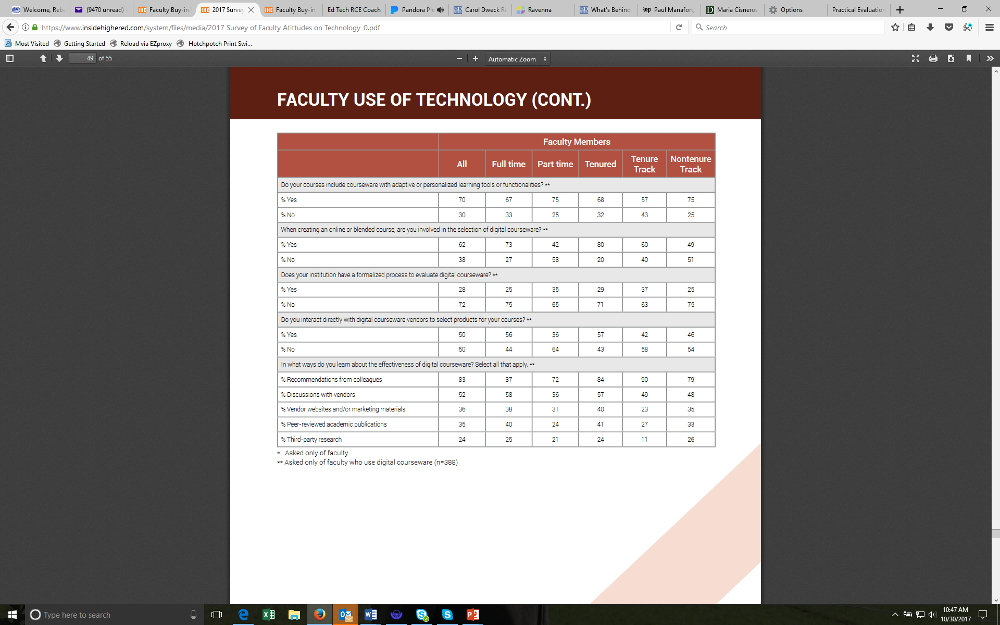 Welcome, Rebe
(9470 unread)
Faculty Buy-in
2017 Survey
Faculty Buy-in
Ed Tech RCE Coach
Pandora Plu
Carol Dweck Re
Ravenna
What's Behind
Paul Manafort,
Maria Cisneros
Options
Practical Evaluation
https://www.insidehighered.com/system/files/media/2017 Survey of Faculty Atittudes on Technology_0.pdf
Search
Most Visited Getting Started Reload via EZproxy Hotchpotch Print Swi...
49 of 55
Automatic Zoom
FACULTY USE OF TECHNOLOGY (CONT.)
Faculty Members
All Full time Part time Tenured Tenure Track Nontenure Track
Do your courses include courseware with adaptive or personalized learning tools or functionalities? **
% Yes 70 67 75 68 57 75
% No 30 33 25 32 43 25
When creating an online or blended course, are you involved in the selection of digital courseware? **
% Yes 62 73 42 80 60 49
% No 38 27 58 20 40 51
Does your institution have a formalized process to evaluate digital courseware? **
% Yes 28 25 35 29 37 25
% No 72 75 65 71 63 75
Do you interact directly with digital courseware vendors to select products for your courses? **
% Yes 50 56 36 57 42 46
% No 50 44 64 43 58 54
In what ways do you learn about the effectiveness of digital courseware? Select all that apply. **
% Recommendations from colleagues 83 87 72 84 90 79
% Discussions with vendors 52 58 36 57 49 48
% Vendor websites and/or marketing materials 36 38 31 40 23 35
% Peer-reviewed academic publications 35 40 24 41 27 33
% Third-party research 24 25 21 24 11 26
* Asked only of faculty
** Asked only of faculty who use digital courseware (n=388)
Type here to search
10:47 AM
10/30/2017